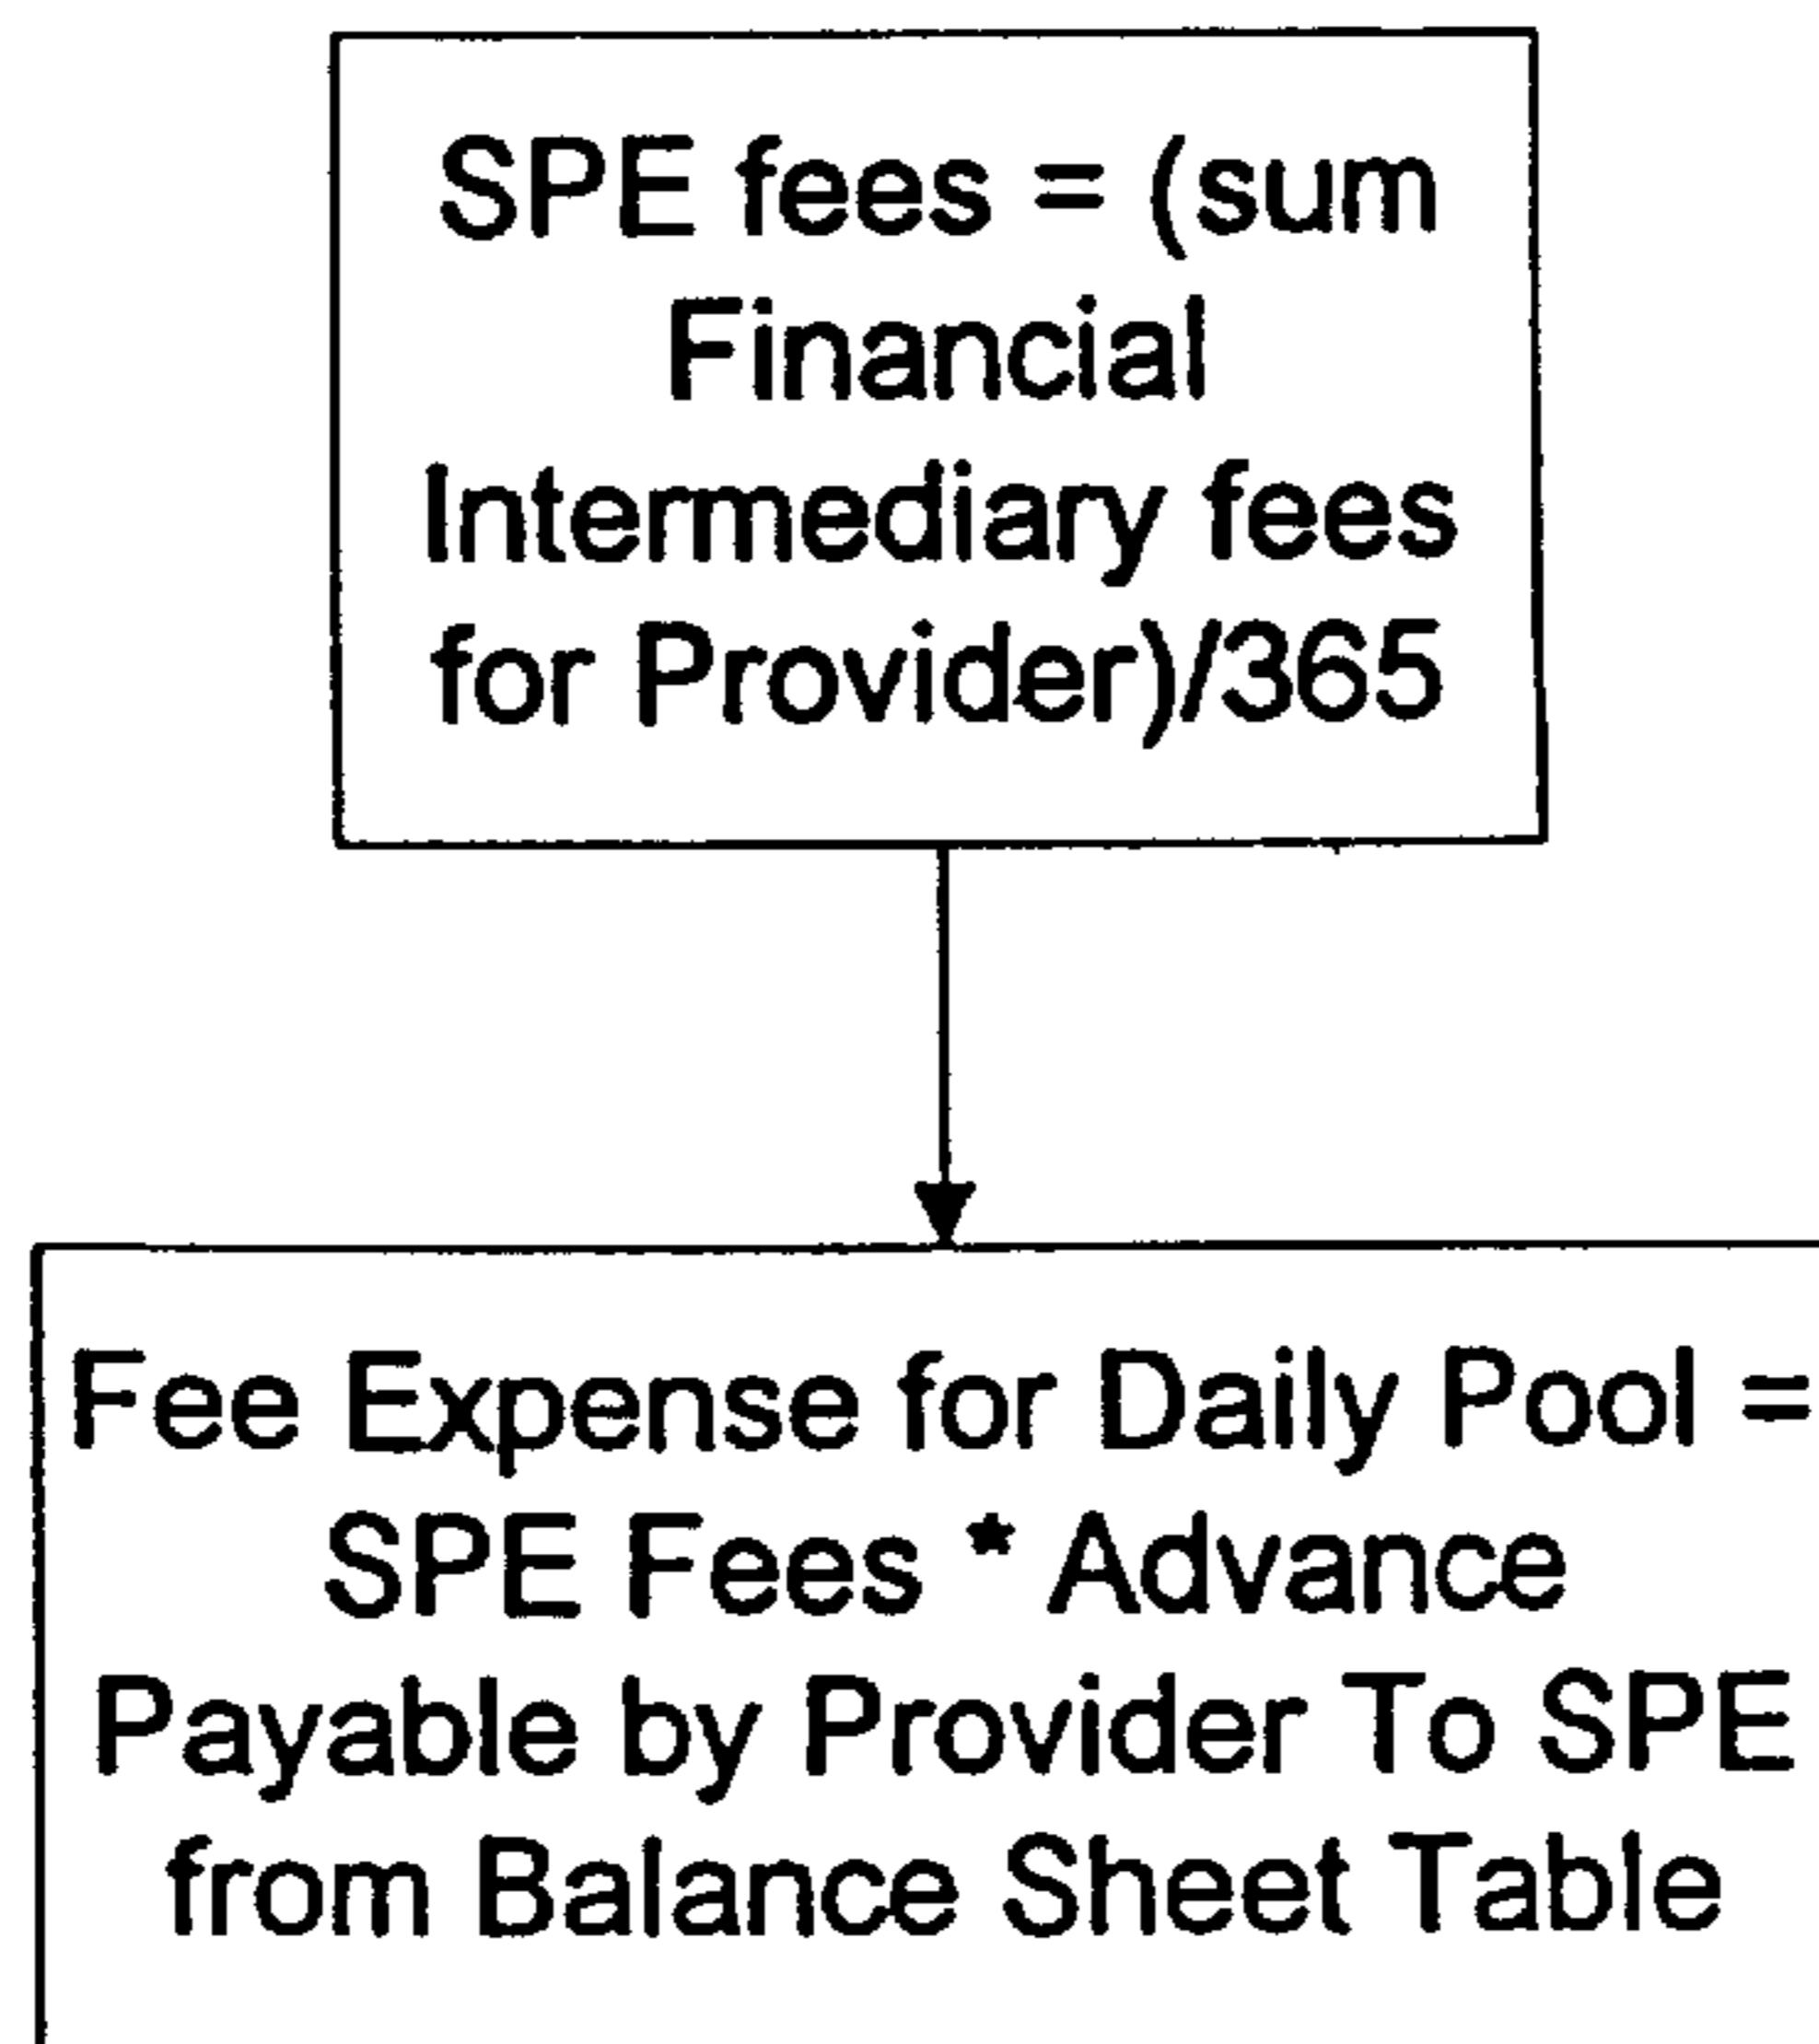 SPE fees = (sum
Financial
Intermediary fees
for Provider)/365
Fee Expense for Daily Pool =
SPE Fees * Advance
Payable by Provider To SPE
from Balance Sheet Table